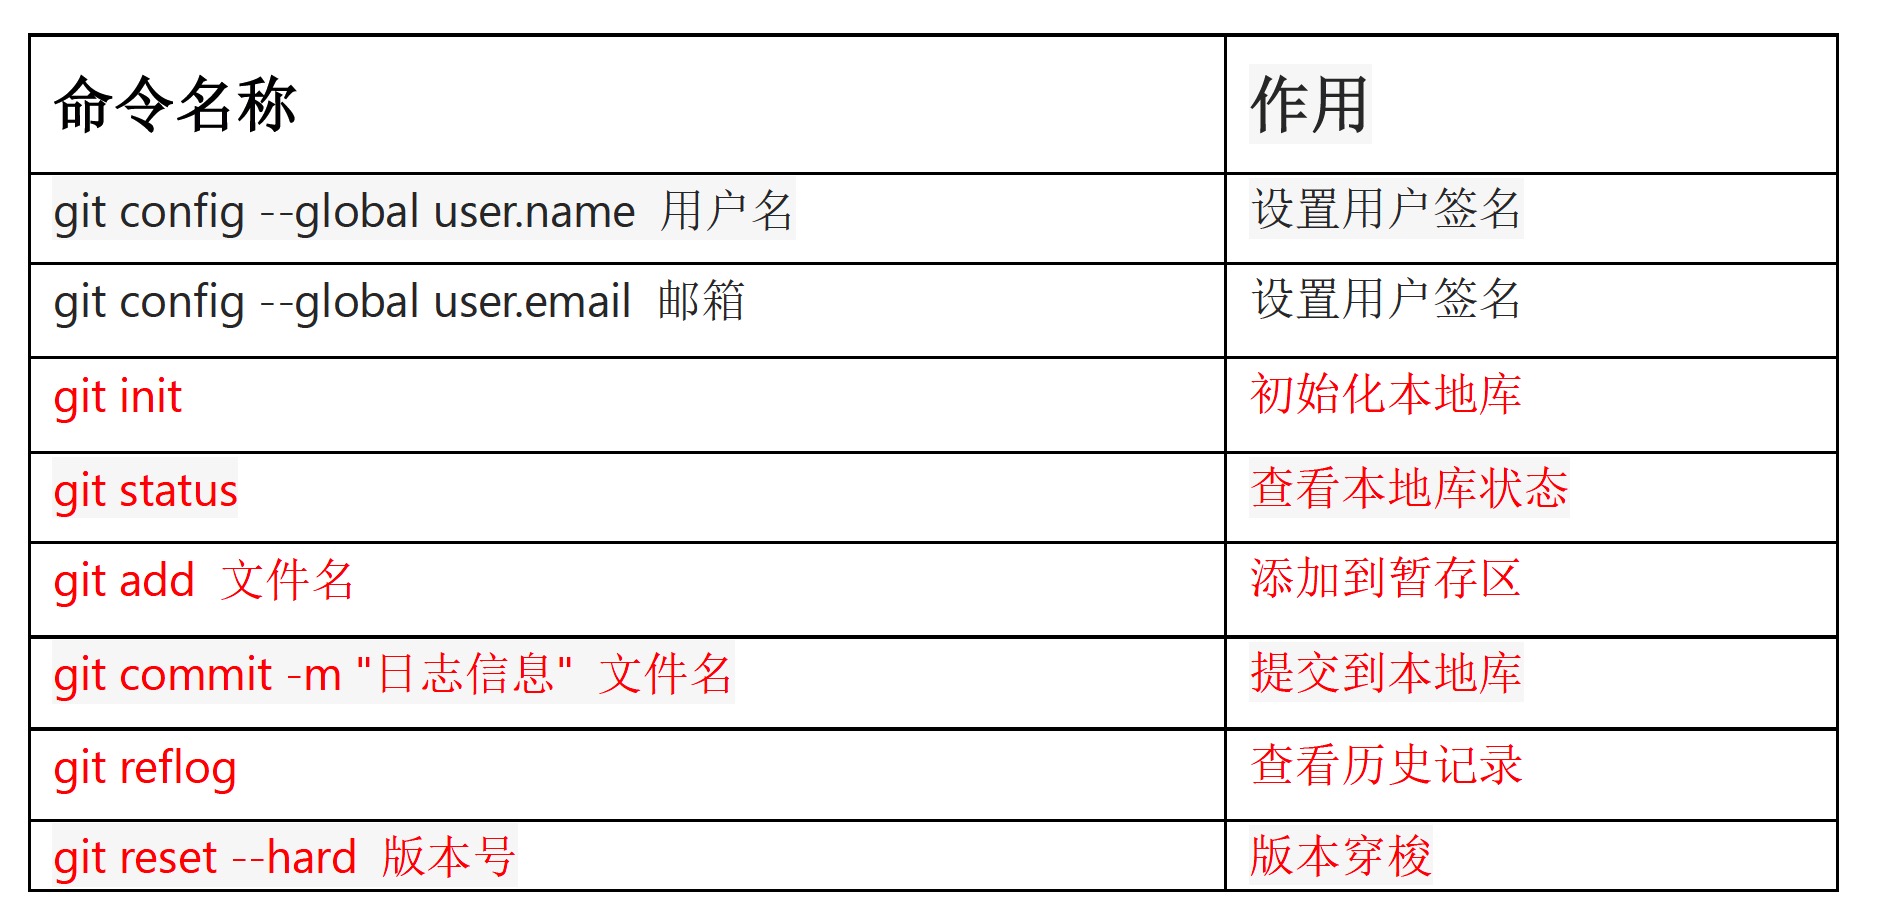 命令名称 作用
git config --global user.name 用户名 设置用户签名
git config --global user.email 邮箱 设置用户签名
git init 初始化本地库
git status 查看本地库状态
git add 文件名 添加到暂存区
git commit -m "日志信息" 文件名 提交到本地库
git reflog 查看历史记录
git reset --hard 版本号 版本穿梭